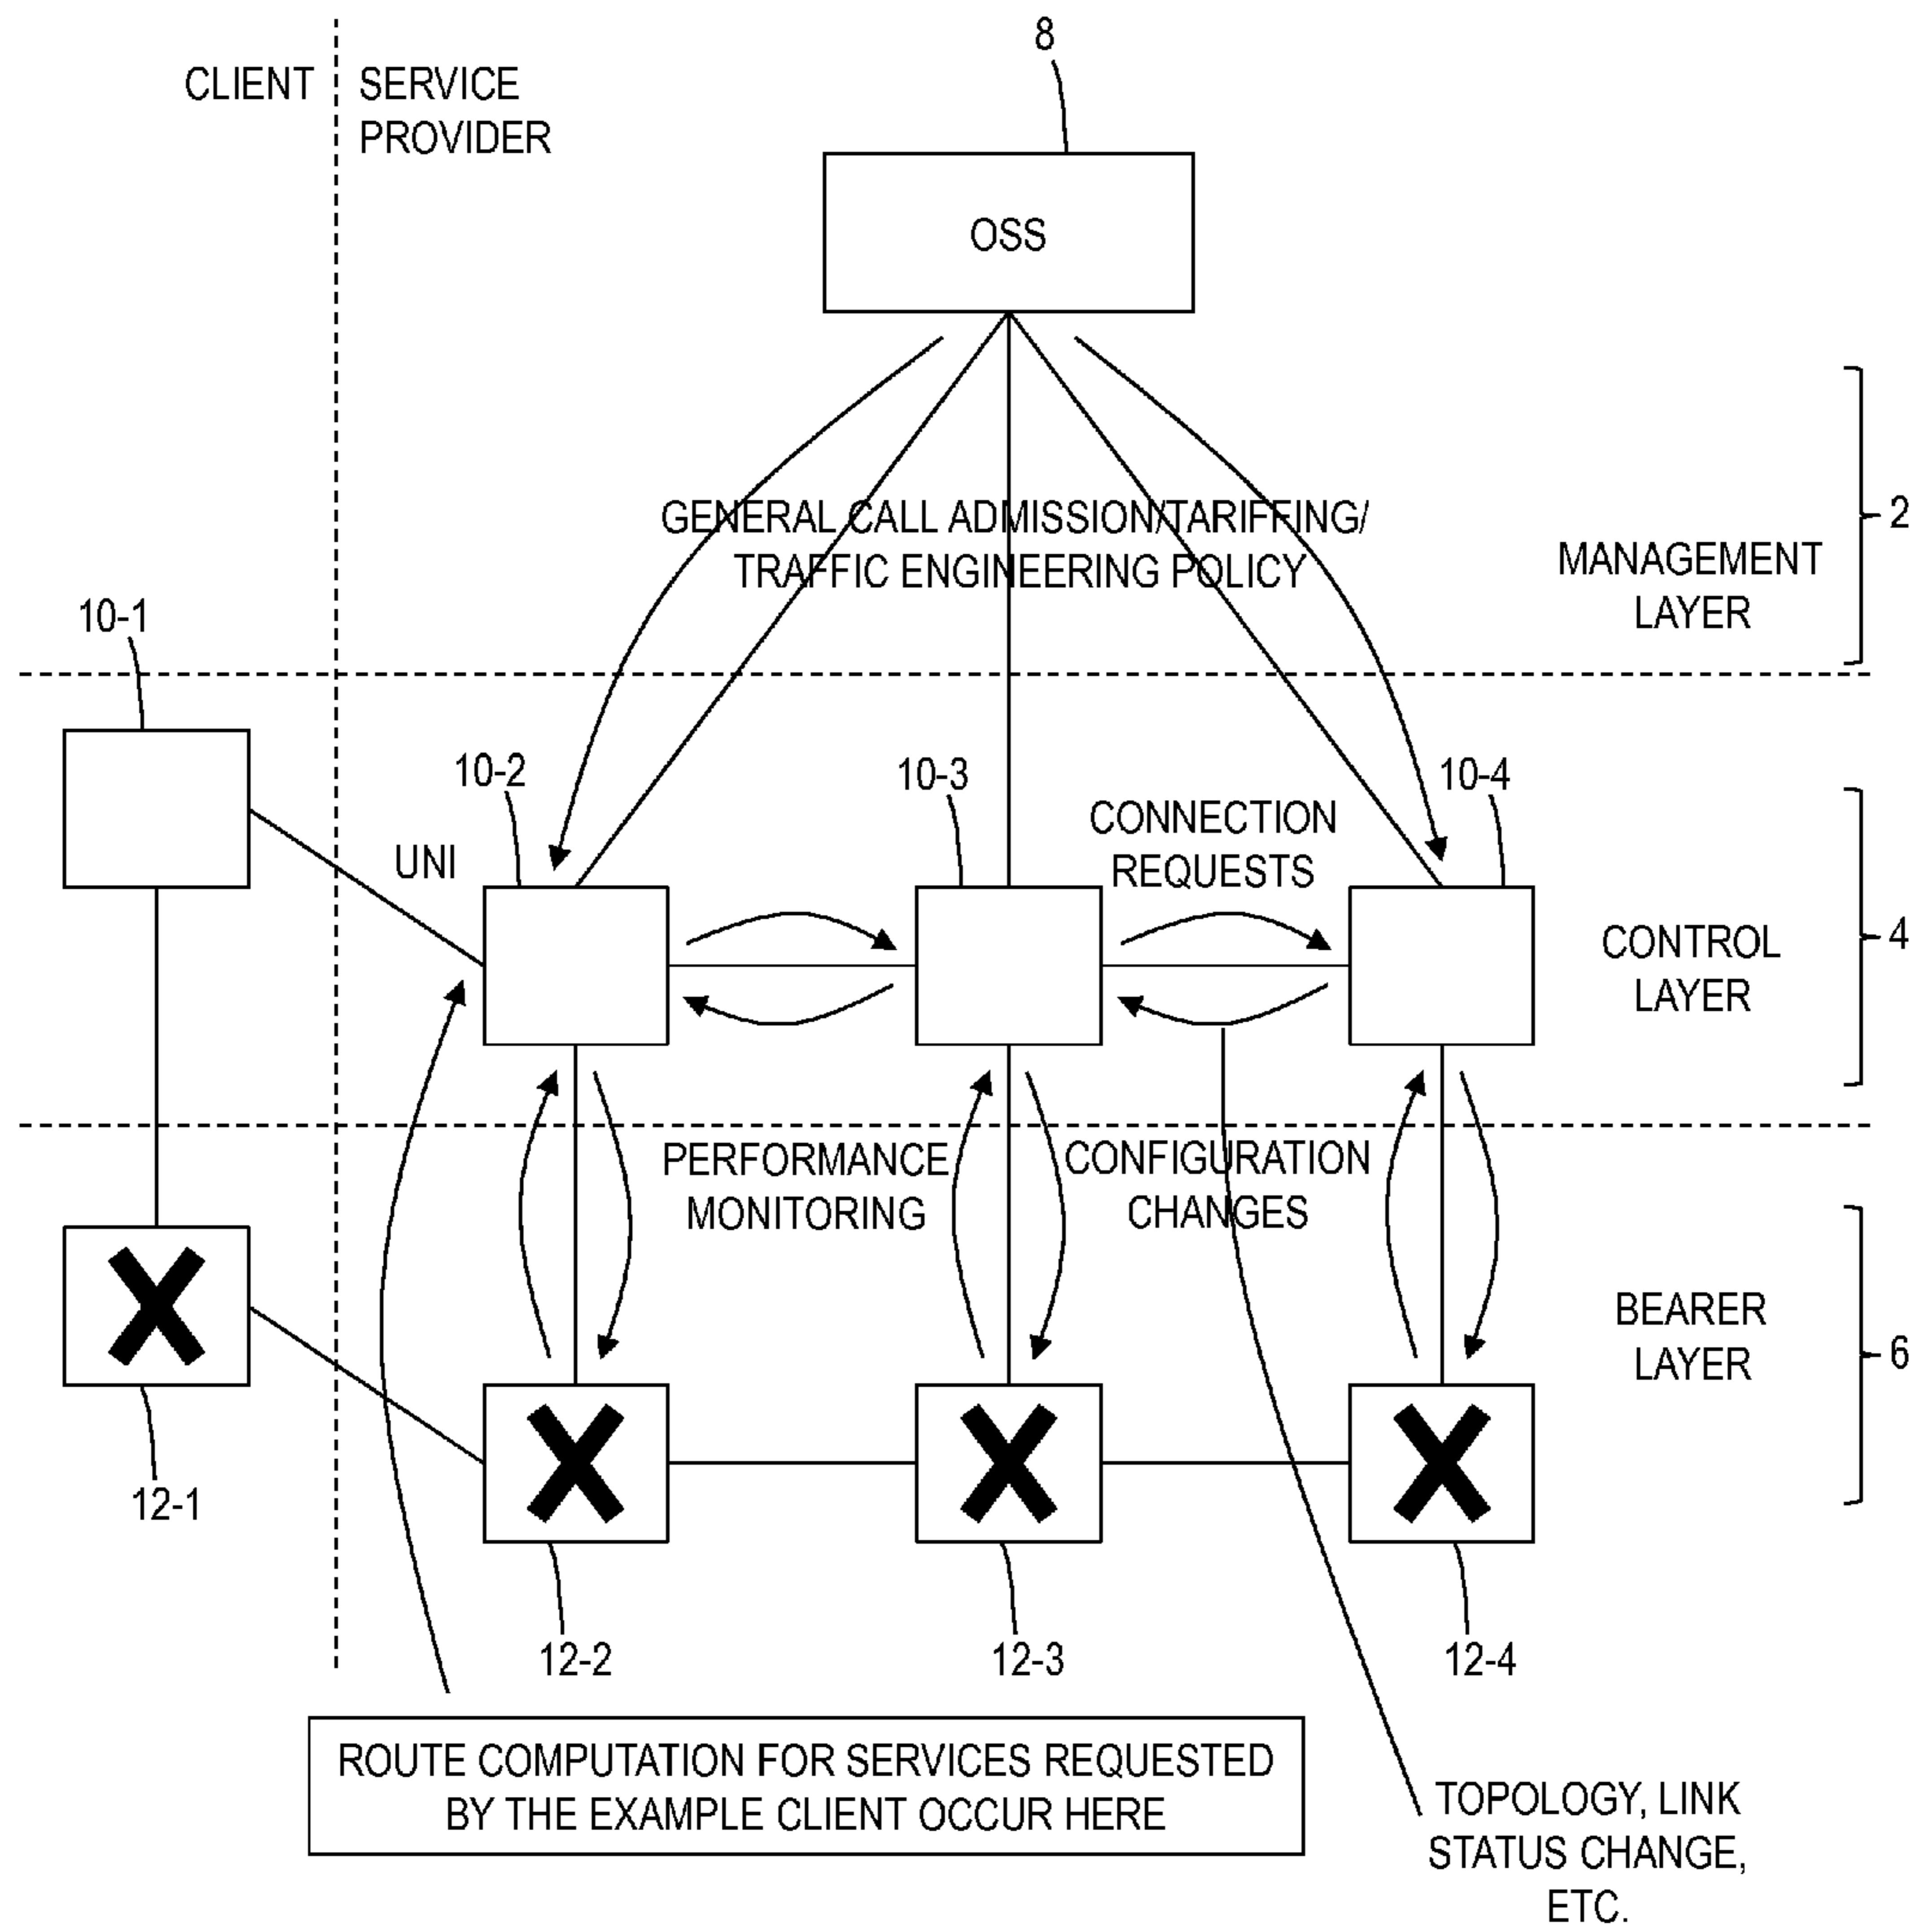 8
CLIENT
SERVICE
PROVIDER
OSS
GENERAL CALL ADMISSION/TARIFFING/
TRAFFIC ENGINEERING POLICY
2
MANAGEMENT
LAYER
10-1
10-2
10-3
10-4
UNI
CONNECTION
REQUESTS
CONTROL
LAYER
4
PERFORMANCE
MONITORING
CONFIGURATION
CHANGES
BEARER
LAYER
6
12-1
12-2
12-3
12-4
ROUTE COMPUTATION FOR SERVICES REQUESTED
BY THE EXAMPLE CLIENT OCCUR HERE
TOPOLOGY, LINK
STATUS CHANGE,
ETC.